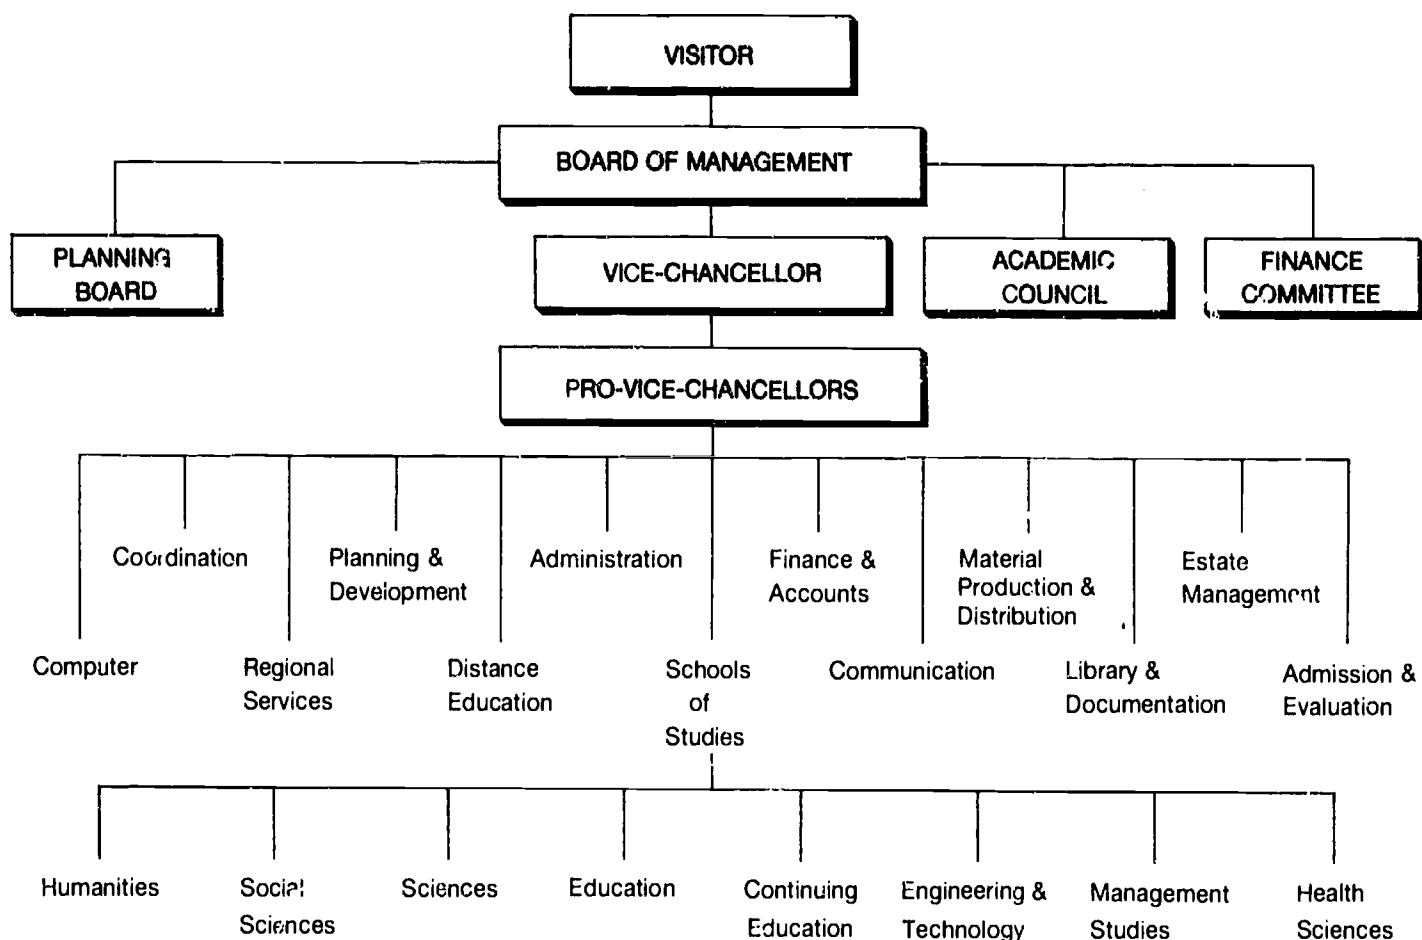 VISITOR
BOARD OF MANAGEMENT
PLANNING
BOARD
VICE-CHANCELLOR
ACADEMIC
COUNCIL
FINANCE
COMMITTEE
PRO-VICE-CHANCELLORS
Coordination
Planning &
Development
Administration
Finance &
Accounts
Material
Production &
Distribution
Estate
Management
Computer
Regional
Services
Distance
Education
Schools
of
Studies
Communication
Library &
Documentation
Admission &
Evaluation
Humanities
Social
Sciences
Sciences
Education
Continuing
Education
Engineering &
Technology
Management
Studies
Health
Sciences